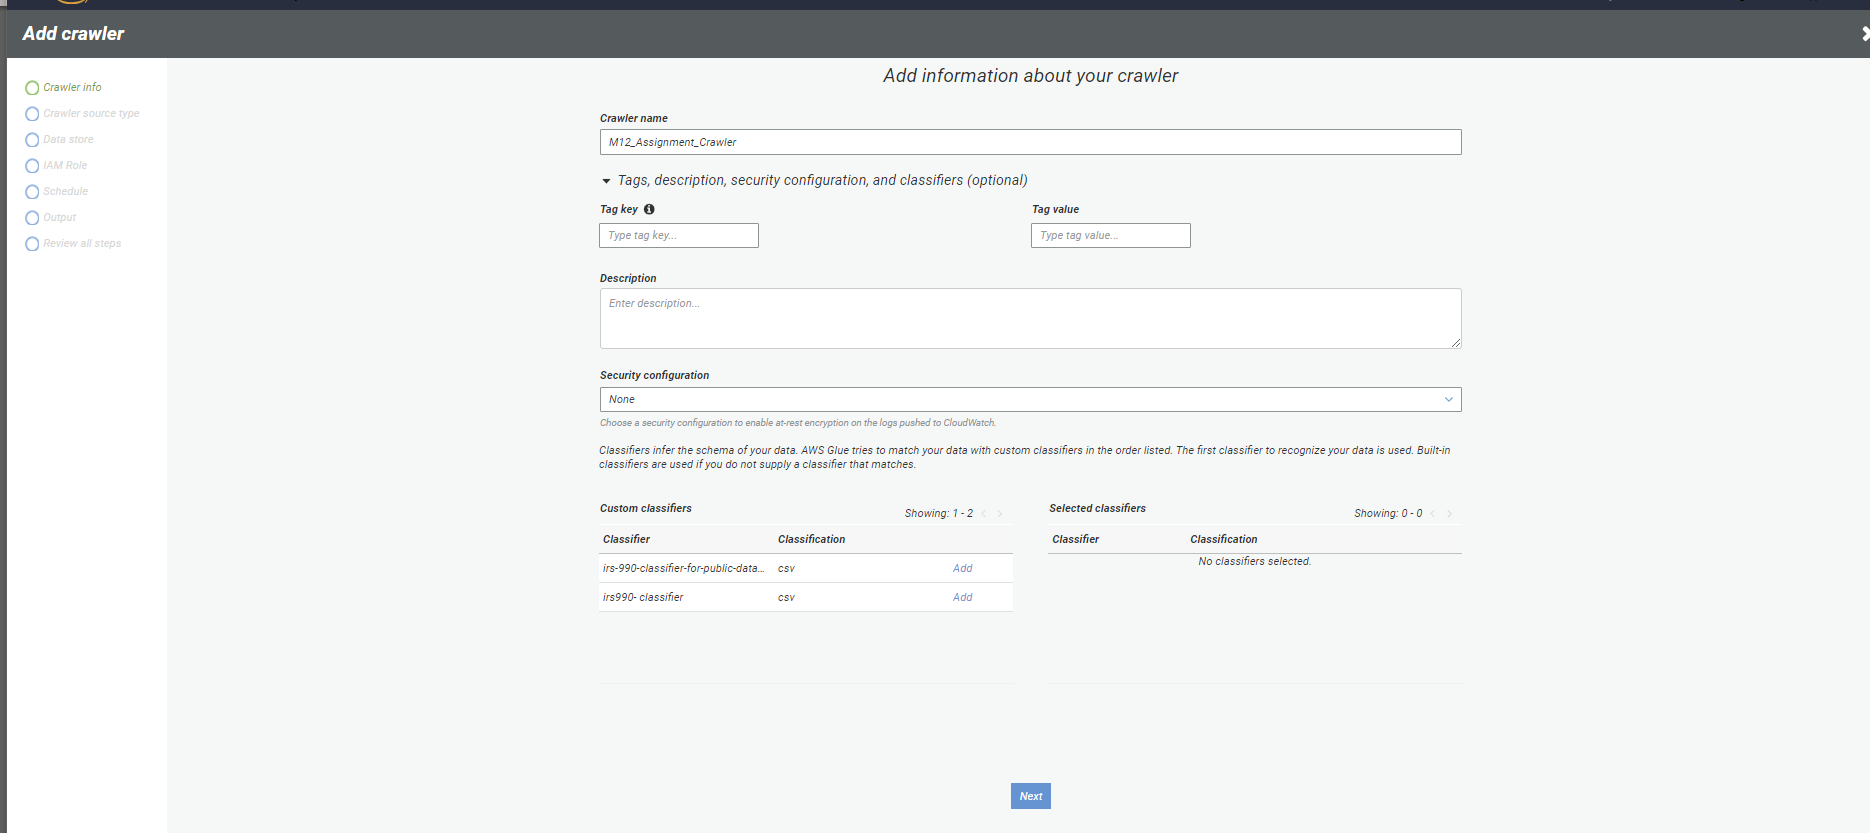 Add crawler
Crawler info
Crawler source type
Data store
IAM Role
Schedule
Output
Review all steps
Add information about your crawler
Crawler name
M12_Assignment_Crawler
Tags, description, security configuration, and classifiers (optional)
Tag key
Tag value
Type tag key...
Type tag value...
Description
Enter description...
Security configuration
None
Choose a security configuration to enable at-rest encryption on the logs pushed to CloudWatch.
Classifiers infer the schema of your data. AWS Glue tries to match your data with custom classifiers in the order listed. The first classifier to recognize your data is used. Built-in
classifiers are used if you do not supply a classifier that matches.
Custom classifiers
Showing: 1 - 2
Classifier Classification
irs-990-classifier-for-public-data... csv Add
irs990- classifier csv Add
Selected classifiers
Showing: 0 - 0
Classifier Classification
No classifiers selected.
Next